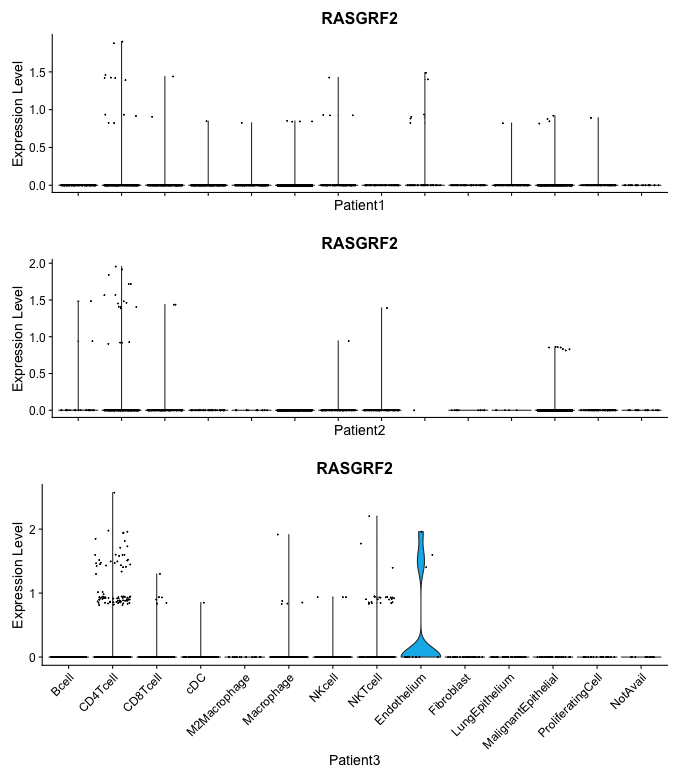 RASGRF2
Expression Level
1.5
1.0
0.5
0.0
Patient1
RASGRF2
Expression Level
2.0
1.5
1.0
0.5
0.0
Patient2
RASGRF2
Expression Level
2
1
0
Bcell
CD4Tcell
CD8Tcell
cDC
M2Macrophage
Macrophage
NKcell
NKTcell
Endothelium
Fibroblast
LungEpithelium
MalignantEpithelial
ProliferatingCell
NotAvail
Patient3